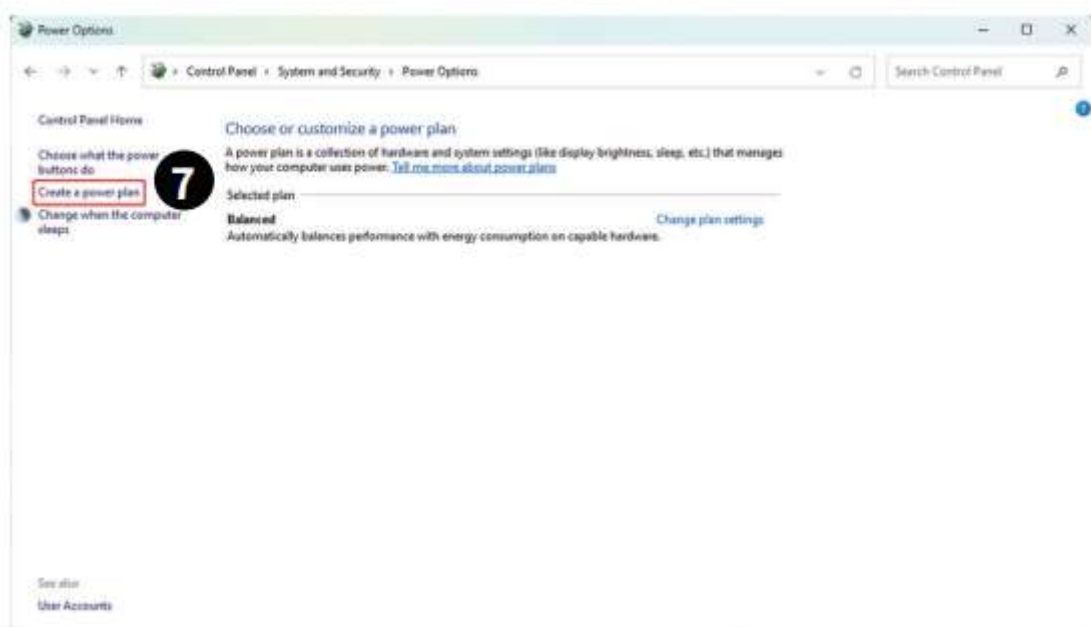 Power Options
Control Panel › System and Security › Power Options
Search Control Panel
Control Panel Home
Choose what the power
buttons do
Create a power plan
7
Change when the computer
sleeps
Choose or customize a power plan
A power plan is a collection of hardware and system settings (like display brightness, sleep, etc.) that manages
how your computer uses power. Tell me more about power plans
Selected plan
Balanced
Change plan settings
Automatically balances performance with energy consumption on capable hardware.
See also
User Accounts